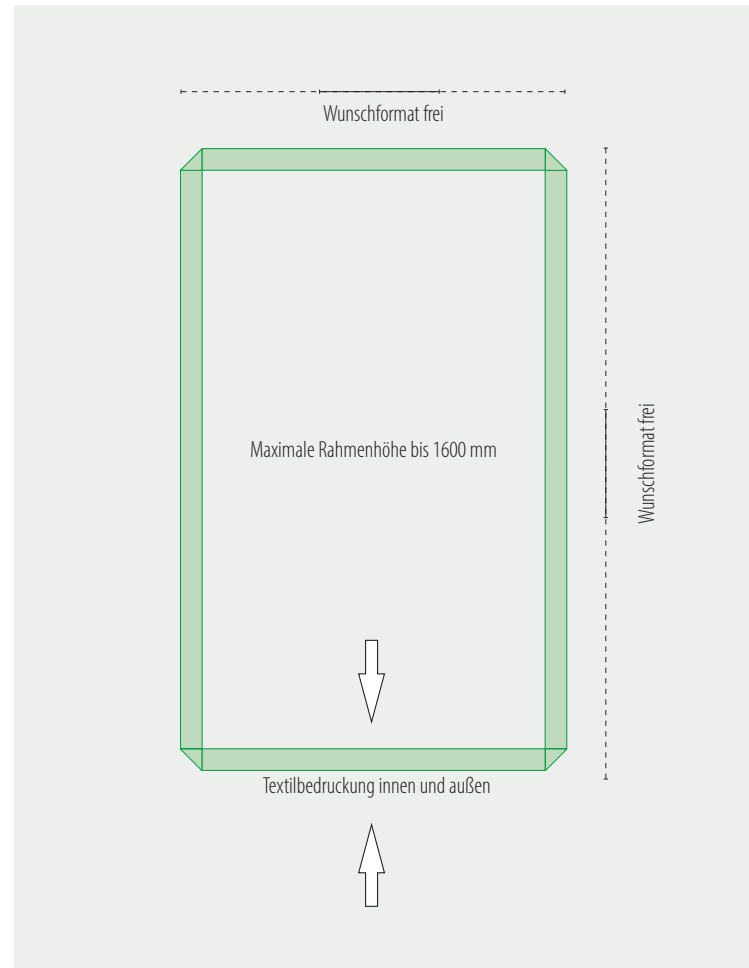 Wunschformat frei
Maximale Rahmenhöhe bis 1600 mm
Wunschformat frei
Textilbedruckung innen und außen